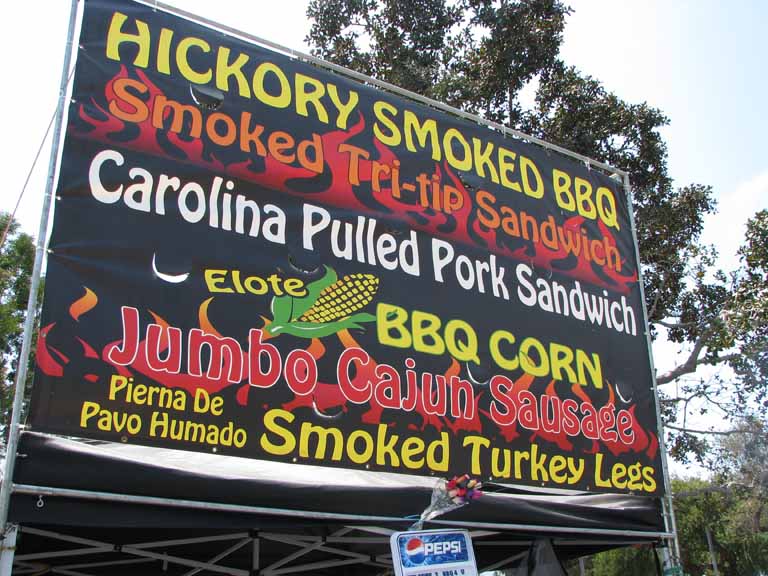 HICKORY SMOKED BBQ
Smoked Tri-tip Sandwich
Carolina Pulled Pork Sandwich
Elote BBQ CORN
Jumbo Cajun Sausage
Pierna De
Pavo Humado
Smoked Turkey Legs
PEPSI